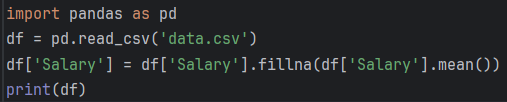 import pandas as pd
df = pd.read_csv('data.csv')
df['Salary'] = df['Salary'].fillna(df['Salary'].mean())
print(df)